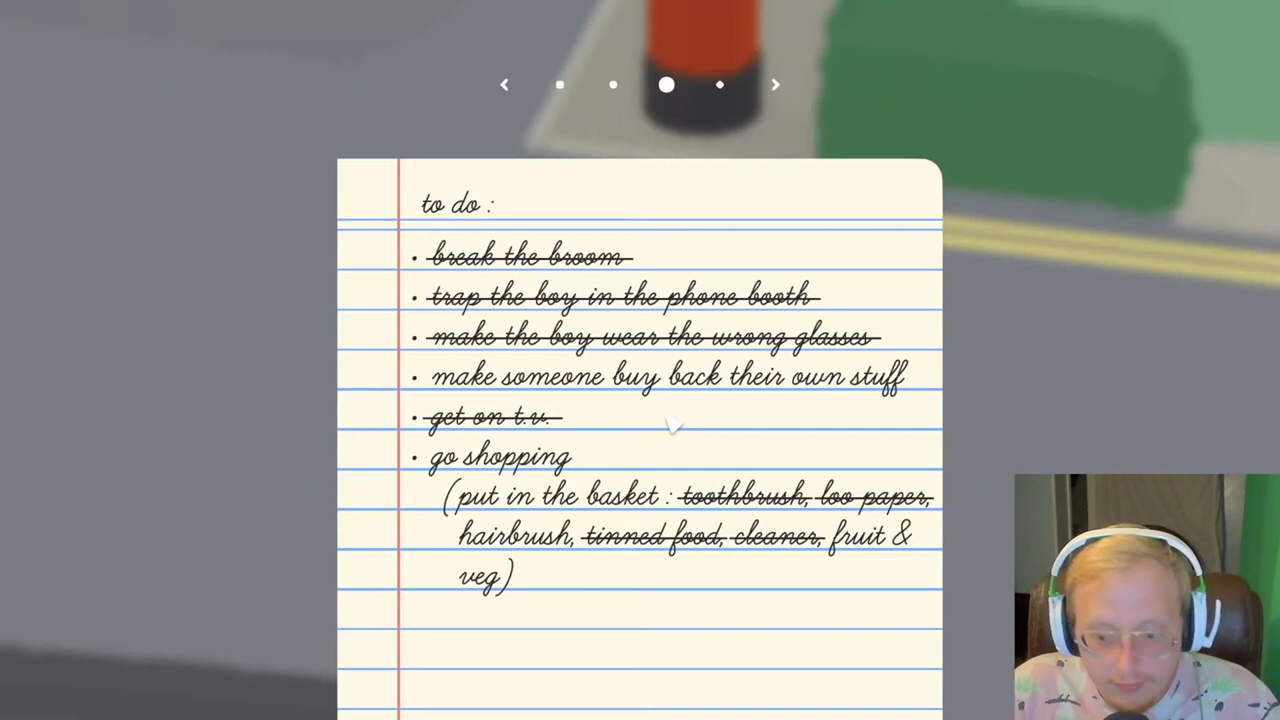 to do :
• break the broom
• trap the boy in the phone booth
• make the boy wear the wrong glasses
• make someone buy back their own stuff
• get on t.v.
• go shopping
(put in the basket : toothbrush, loo paper,
hairbrush, tinned food, cleaner, fruit &
veg)